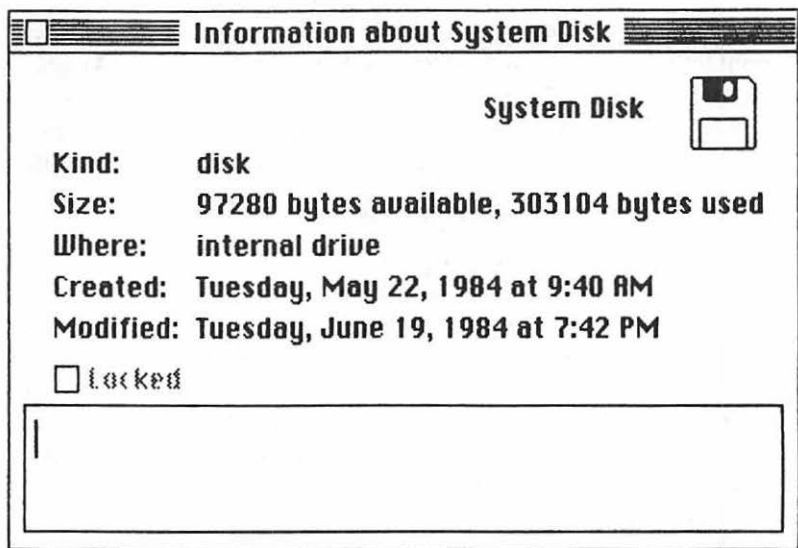 Information about System Disk
System Disk
Kind: disk
Size: 97280 bytes available, 303104 bytes used
Where: internal drive
Created: Tuesday, May 22, 1984 at 9:40 AM
Modified: Tuesday, June 19, 1984 at 7:42 PM
Locked